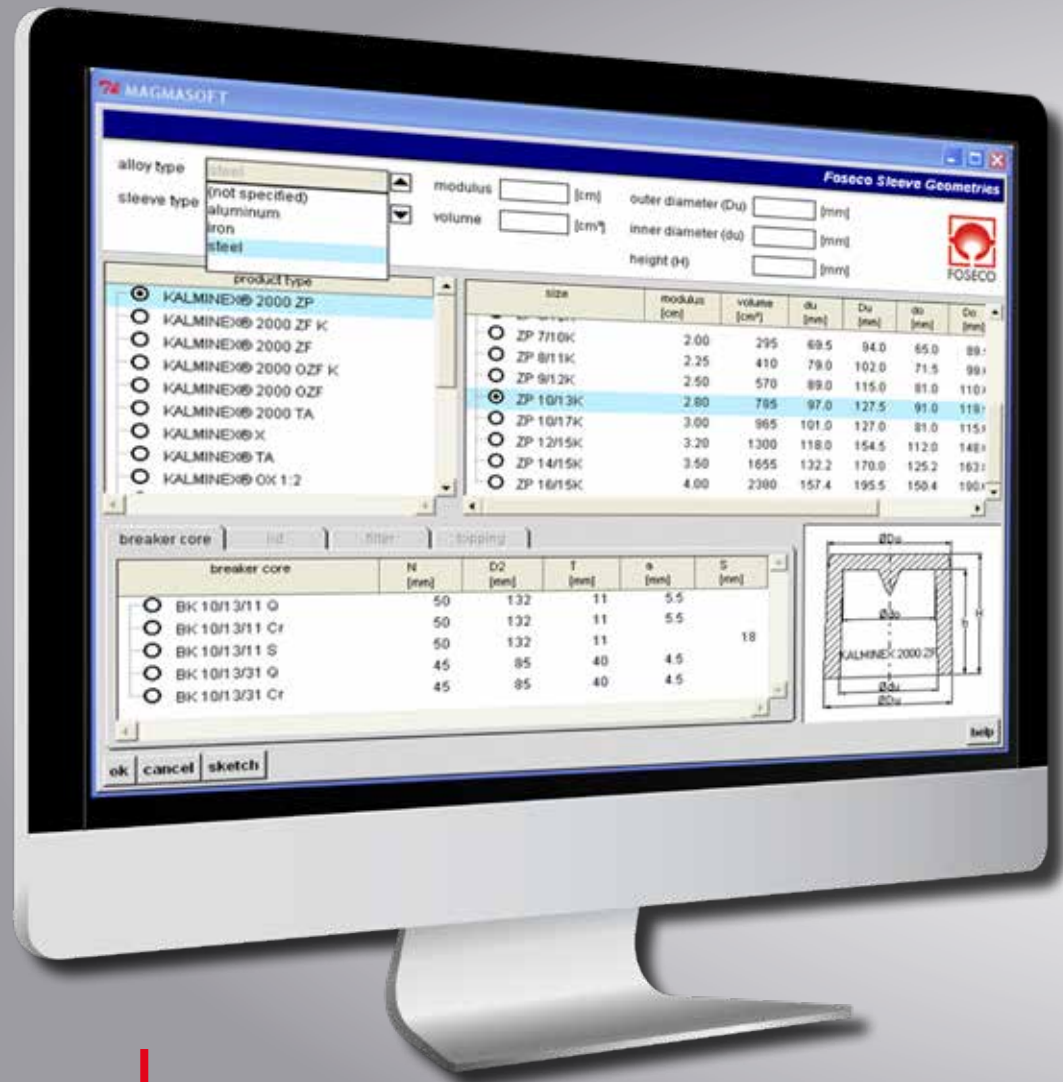 MAGMASOFT
Foseco Sleeve Geometries
alloy type steel
(not specified)
aluminum
iron
steel
sleeve type
modulus [cm]
volume [cm³]
outer diameter (Du) [mm]
inner diameter (du) [mm]
height (H) [mm]
FOSECO
product type
KALMINEX® 2000 ZP
KALMINEX® 2000 ZF K
KALMINEX® 2000 ZF
KALMINEX® 2000 OZF K
KALMINEX® 2000 OZF
KALMINEX® 2000 TA
KALMINEX® X
KALMINEX® TA
KALMINEX® OX 1:2
size modulus [cm] volume [cm³] du [mm] Du [mm] do [mm] Do [mm]
ZP 7/10K 2.00 295 69.5 94.0 65.0 89.
ZP 8/11K 2.25 410 79.0 102.0 71.5
ZP 9/12K 2.50 570 89.0 115.0 81.0 110.
ZP 10/13K 2.80 785 97.0 127.5 91.0
ZP 10/17K 3.00 965 101.0 127.0 81.0 115.
ZP 12/15K 3.20 1300 118.0 154.5 112.0 148.
ZP 14/15K 3.50 1655 132.2 170.0 125.2 163.
ZP 16/15K 4.00 2380 157.4 195.5 150.4 190.
breaker core lid filter topping
breaker core N [mm] D2 [mm] T [mm] a [mm] S [mm]
BK 10/13/11 Q 50 132 11 5.5
BK 10/13/11 Cr 50 132 11 5.5
BK 10/13/11 S 50 132 11 18
BK 10/13/31 Q 45 85 40 4.5
BK 10/13/31 Cr 45 85 40 4.5
ØDu
Ødo
H
KALMINEX 2000 ZF
Ødu
ØDu
help
ok cancel sketch